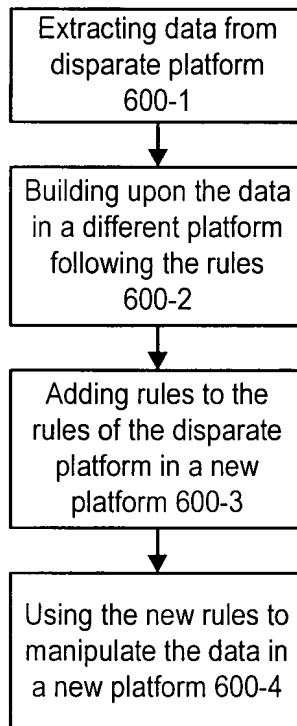 Extracting data from
disparate platform
600-1
Building upon the data
in a different platform
following the rules
600-2
Adding rules to the
rules of the disparate
platform in a new
platform 600-3
Using the new rules to
manipulate the data in
a new platform 600-4